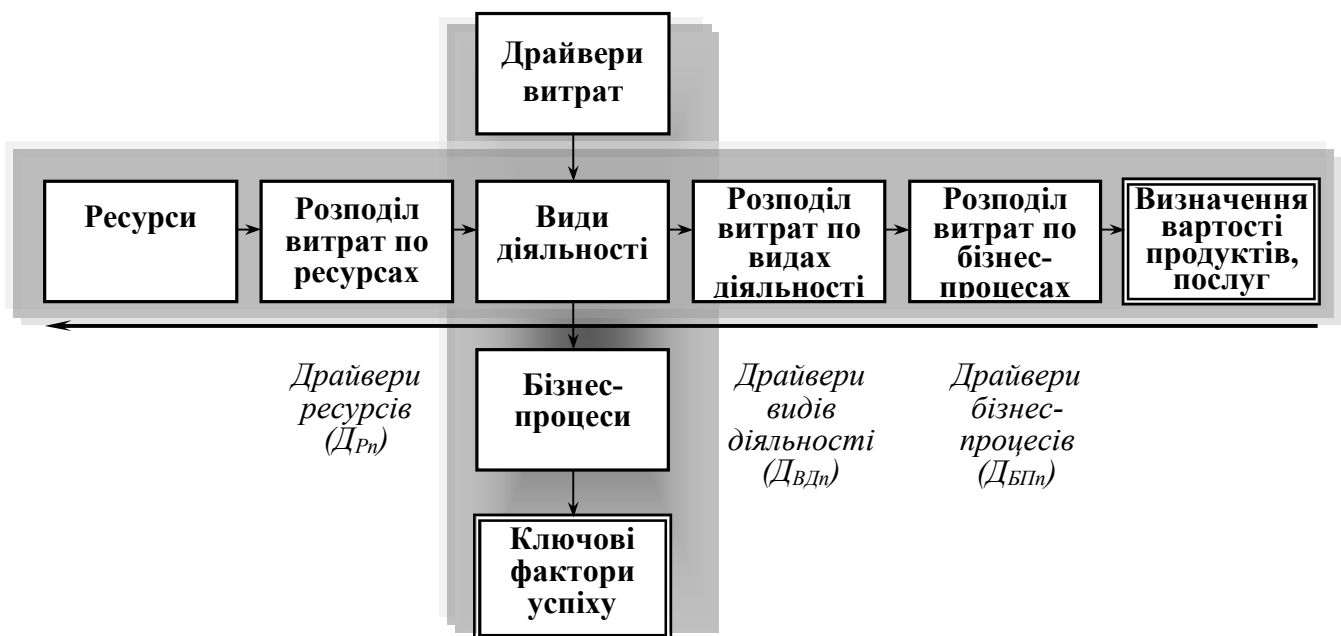 Драйвери
витрат
Ресурси
Розподіл
витрат по
ресурсах
Види
діяльності
Розподіл
витрат по
видах
діяльності
Розподіл
витрат по
бізнес-
процесах
Визначення
вартості
продуктів,
послуг
Драйвери
ресурсів
(ДРn)
Бізнес-
процеси
Драйвери
видів
діяльності
(ДВДn)
Драйвери
бізнес-
процесів
(ДБПn)
Ключові
фактори
успіху